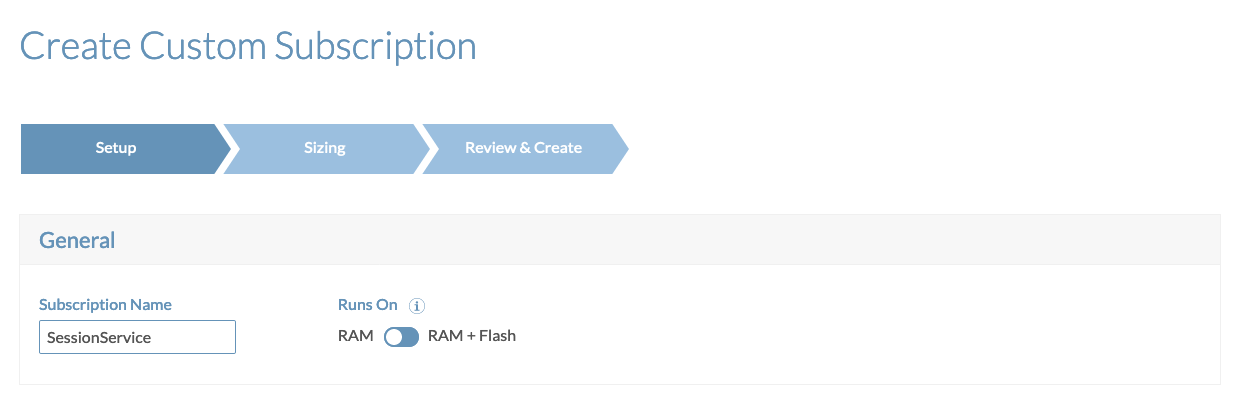 Create Custom Subscription
Setup
Sizing
Review & Create
General
Subscription Name
Runs On
SessionService
RAM
RAM + Flash